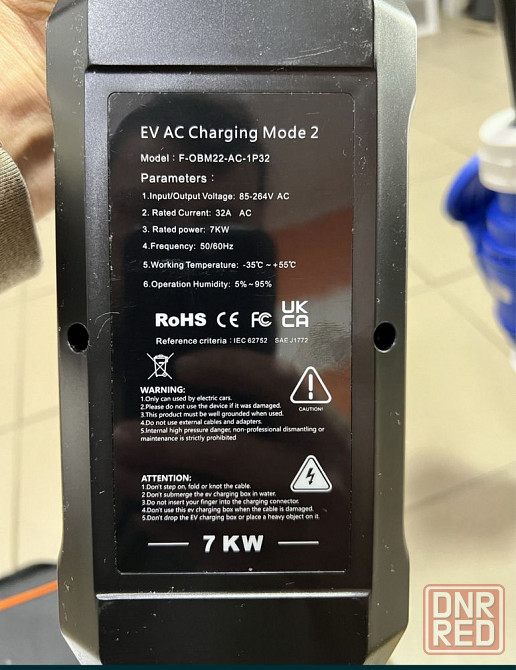 EV AC Charging Mode 2
Model : F-OBM22-AC-1P32
Parameters :
1.Input/Output Voltage: 85-264V AC
2. Rated Current: 32A AC
3. Rated power: 7KW
4.Frequency: 50/60Hz
5.Working Temperature: -35℃ ~ +55℃
6.Operation Humidity: 5% ~ 95%
RoHS CE FC UK CA
Reference criteria : IEC 62752 SAE J1772
WARNING:
1.Only can used by electric cars.
2.Please do not use the device if it was damaged.
3.This product must be well grounded when used.
4.Do not use external cables and adapters.
5.Internal high pressure danger, non-professional dismantling or
maintenance is strictly prohibited
CAUTION!
ATTENTION:
1.Don't step on, fold or knot the cable.
2 Don't submerge the ev charging box in water.
3.Do not insert your finger into the charging connector.
4.Don't use this ev charging box when the cable is damaged.
5.Don't drop the EV charging box or place a heavy object on it.
7 KW
DNR
RED